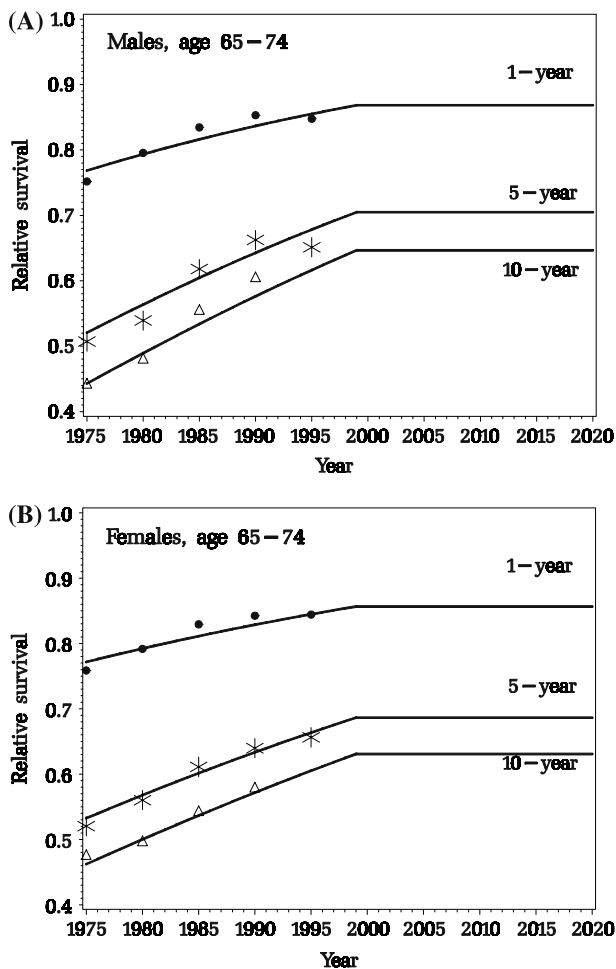 (A)
Males, age 65–74
1–year
5–year
10–year
Relative survival
1.0
0.9
0.8
0.7
0.6
0.5
0.4
1975 1980 1985 1990 1995 2000 2005 2010 2015 2020
Year
(B)
Females, age 65–74
1–year
5–year
10–year
Relative survival
1.0
0.9
0.8
0.7
0.6
0.5
0.4
1975 1980 1985 1990 1995 2000 2005 2010 2015 2020
Year